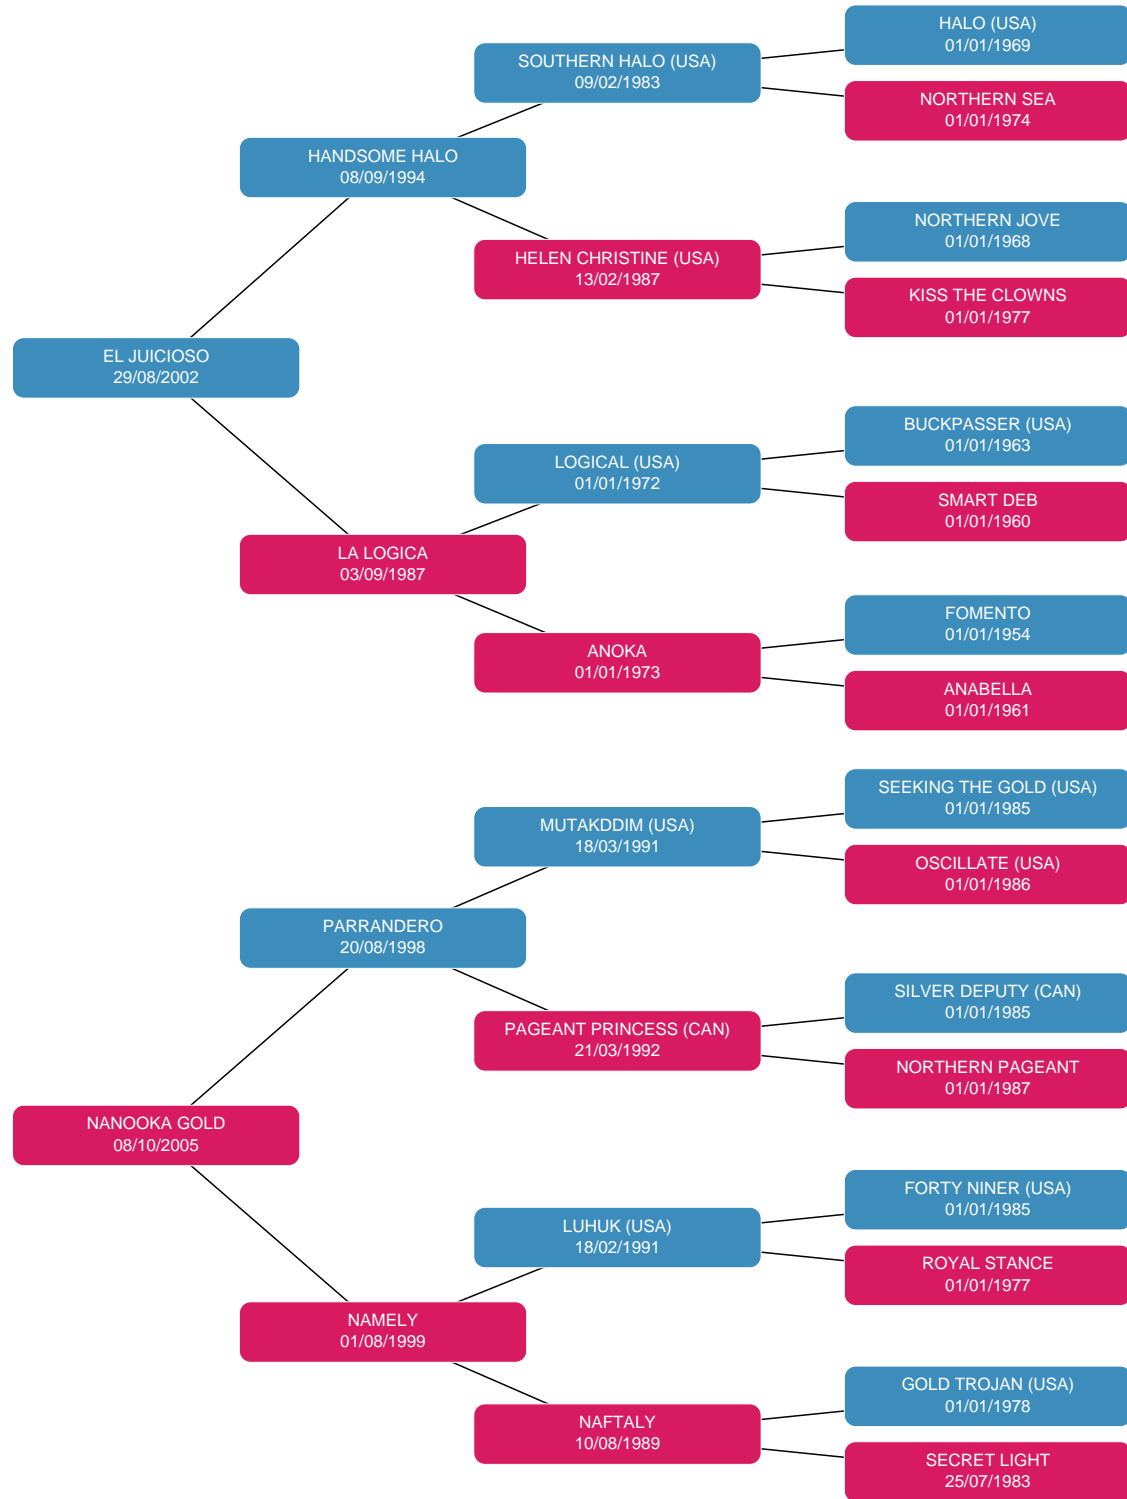 HALO (USA)
01/01/1969
SOUTHERN HALO (USA)
09/02/1983
NORTHERN SEA
01/01/1974
HANDSOME HALO
08/09/1994
NORTHERN JOVE
01/01/1968
HELEN CHRISTINE (USA)
13/02/1987
KISS THE CLOWNS
01/01/1977
EL JUICIOSO
29/08/2002
BUCKPASSER (USA)
01/01/1963
LOGICAL (USA)
01/01/1972
SMART DEB
01/01/1960
LA LOGICA
03/09/1987
FOMENTO
01/01/1954
ANOKA
01/01/1973
ANABELLA
01/01/1961
SEEKING THE GOLD (USA)
01/01/1985
MUTAKDDIM (USA)
18/03/1991
OSCILLATE (USA)
01/01/1986
PARRANDERO
20/08/1998
SILVER DEPUTY (CAN)
01/01/1985
PAGEANT PRINCESS (CAN)
21/03/1992
NORTHERN PAGEANT
01/01/1987
NANOOKA GOLD
08/10/2005
FORTY NINER (USA)
01/01/1985
LUHUK (USA)
18/02/1991
ROYAL STANCE
01/01/1977
NAMELY
01/08/1999
GOLD TROJAN (USA)
01/01/1978
NAFTALY
10/08/1989
SECRET LIGHT
25/07/1983